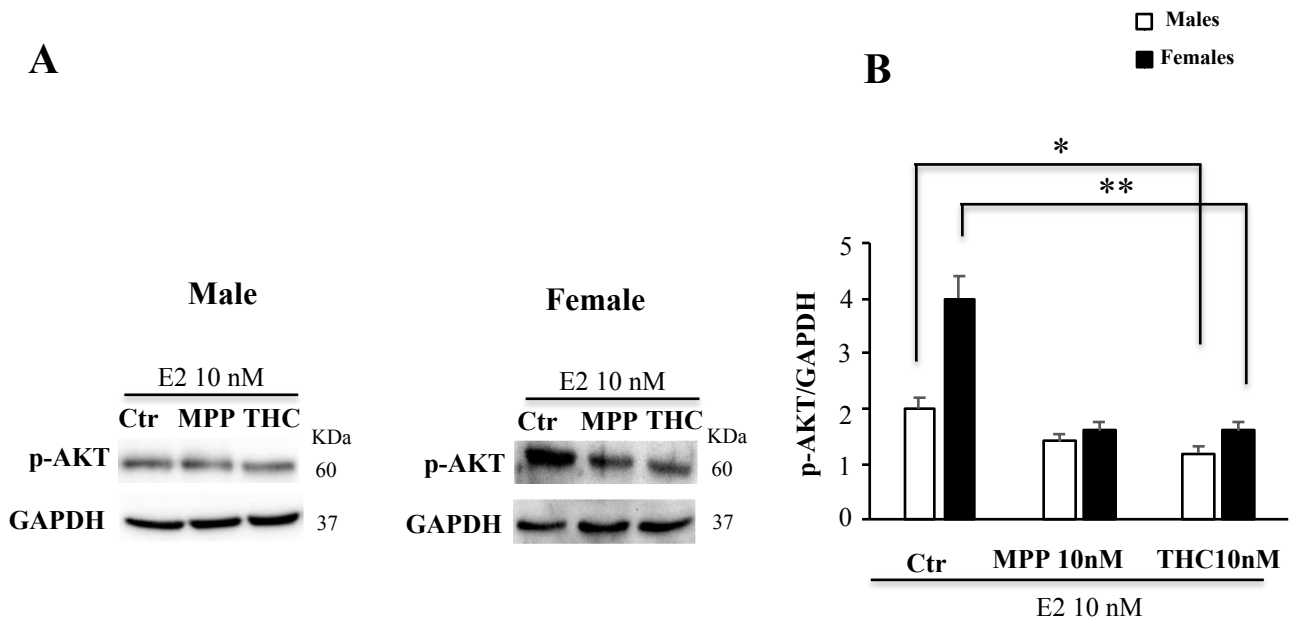 A
Male
E2 10 nM
Ctr MPP THC
KDa
p-AKT 60
GAPDH 37
Female
E2 10 nM
Ctr MPP THC
KDa
p-AKT 60
GAPDH 37
B
Males
Females
*
**
p-AKT/GAPDH
5
4
3
2
1
0
Ctr MPP 10nM THC10nM
E2 10 nM